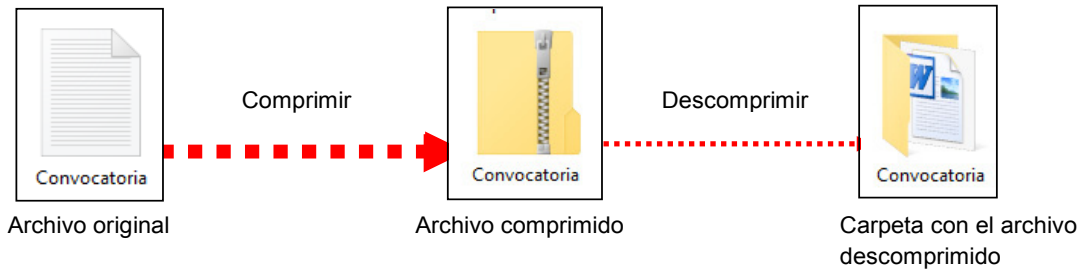 Comprimir
Descomprimir
Convocatoria
Convocatoria
Convocatoria
Archivo original
Archivo comprimido
Carpeta con el archivo
descomprimido